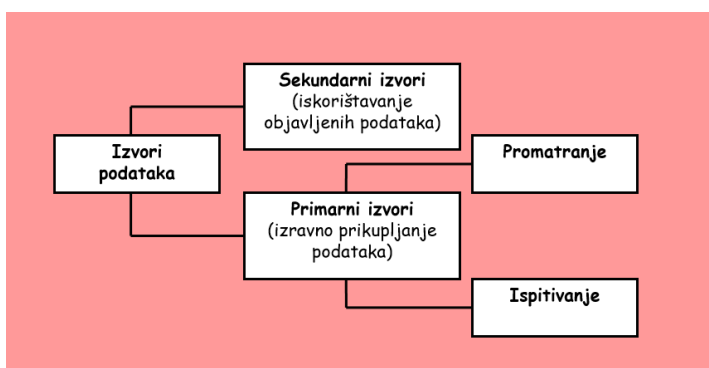 Sekundarni izvori
(iskorištavanje
objavljenih podataka)
Izvori
podataka
Promatranje
Primarni izvori
(izravno prikupljanje
podataka)
Ispitivanje